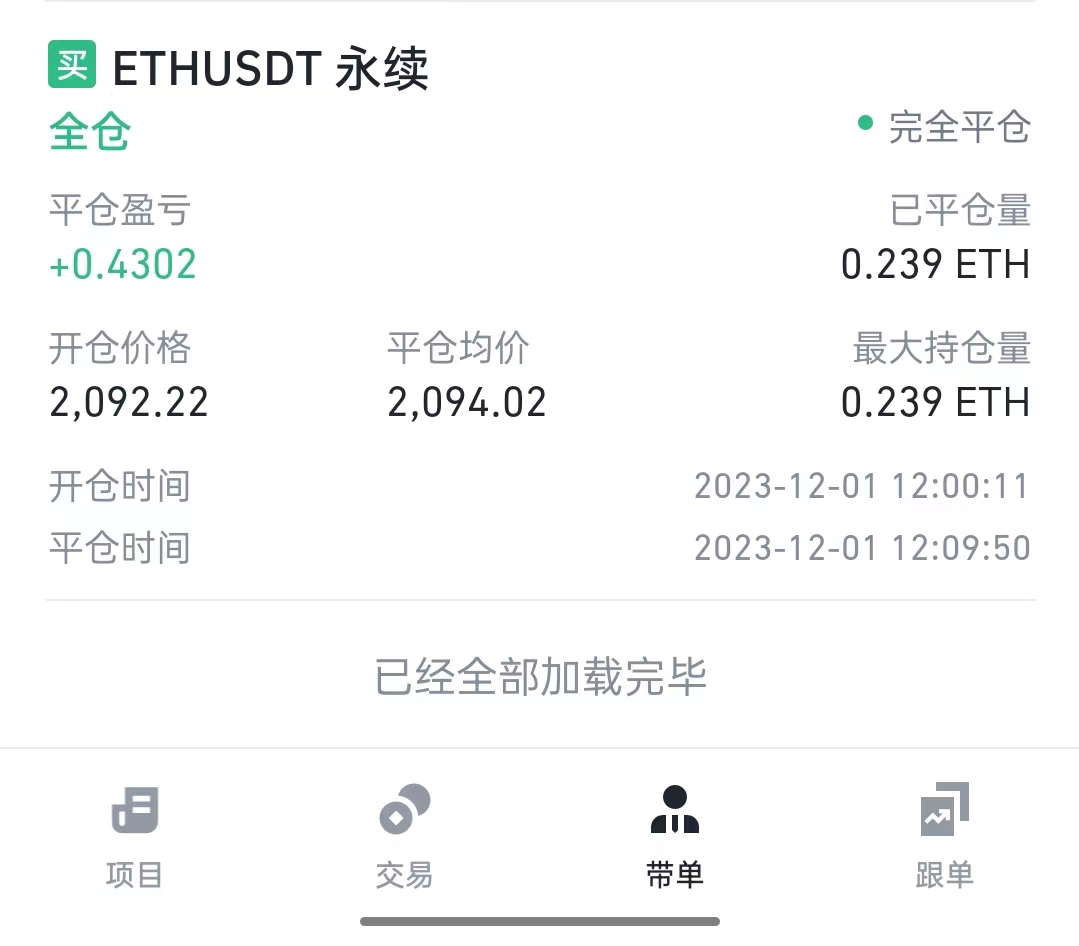 买 ETHUSDT 永续
全仓 完全平仓
平仓盈亏 已平仓量
+0.4302 0.239 ETH
开仓价格 平仓均价 最大持仓量
2,092.22 2,094.02 0.239 ETH
开仓时间 2023-12-01 12:00:11
平仓时间 2023-12-01 12:09:50
已经全部加载完毕
项目 交易 带单 跟单